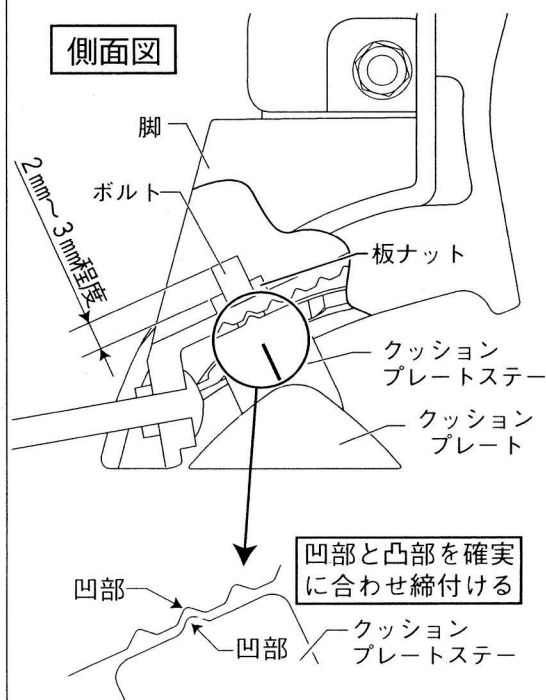 側面図
脚
ボルト
2mm～3mm程度
板ナット
クッション
プレートステー
クッション
プレート
凹部と凸部を確実
に合わせ締付ける
凹部
凹部
クッション
プレートステー